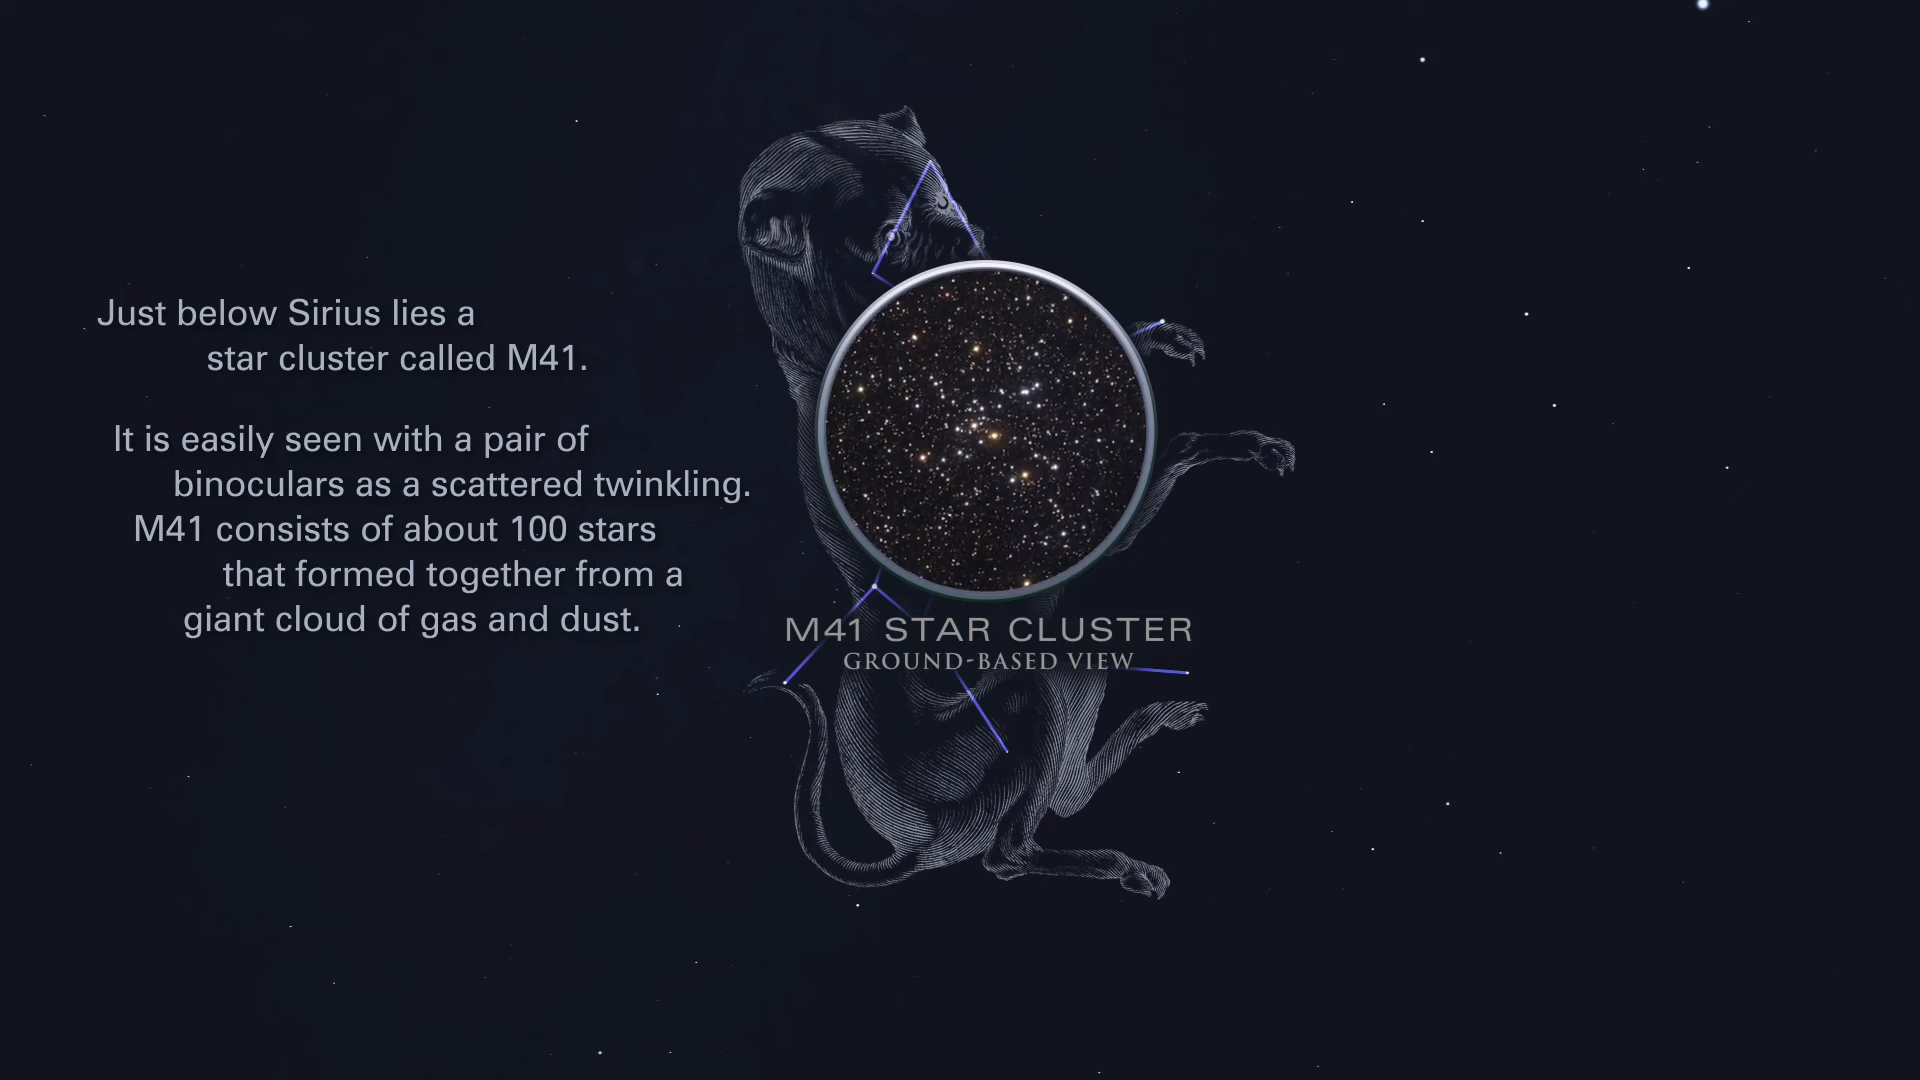 Just below Sirius lies a
star cluster called M41.
It is easily seen with a pair of
binoculars as a scattered twinkling.
M41 consists of about 100 stars
that formed together from a
giant cloud of gas and dust.
M41 STAR CLUSTER
GROUND-BASED VIEW